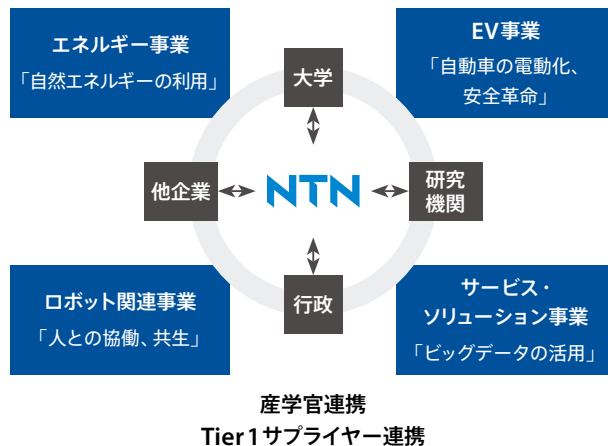 エネルギー事業
「自然エネルギーの利用」
EV事業
「自動車の電動化、
安全革命」
大学
他企業
NTN
研究
機関
行政
ロボット関連事業
「人との協働、共生」
サービス・
ソリューション事業
「ビッグデータの活用」
産学官連携
Tier 1サプライヤー連携